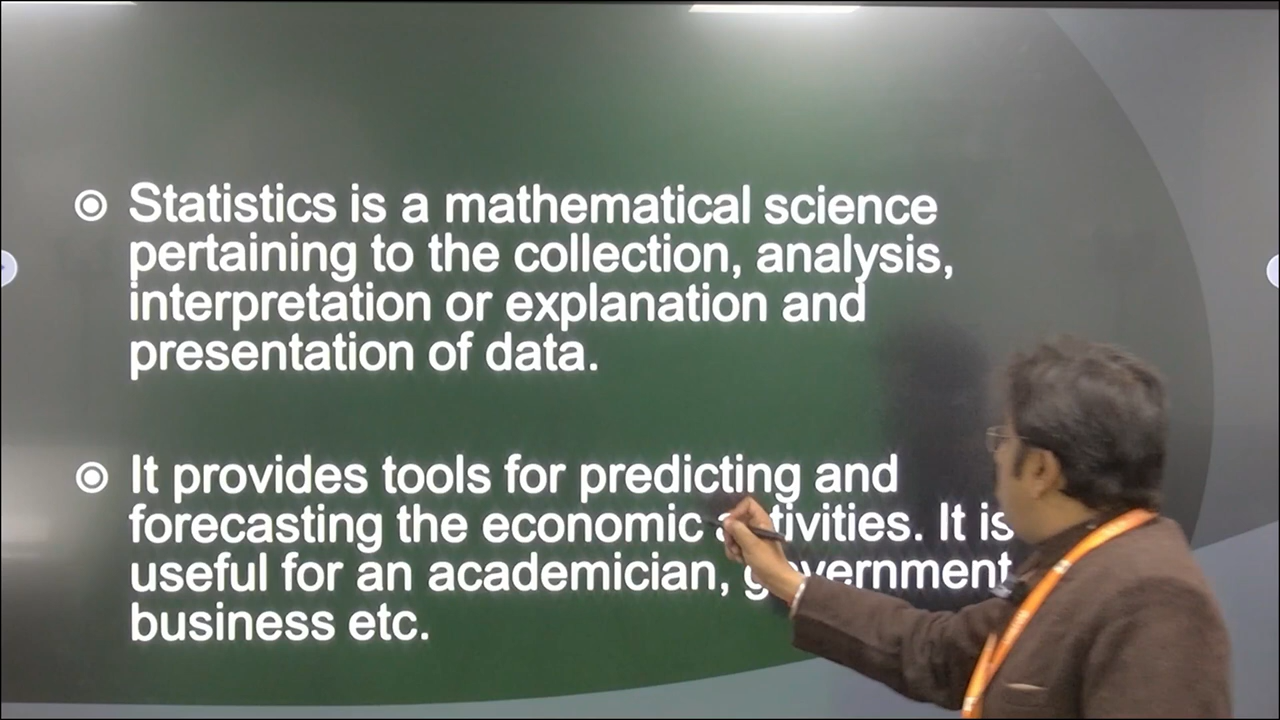 Statistics is a mathematical science
pertaining to the collection, analysis,
interpretation or explanation and
presentation of data.
It provides tools for predicting and
forecasting the economic activities. It is
useful for an academician, government
business etc.